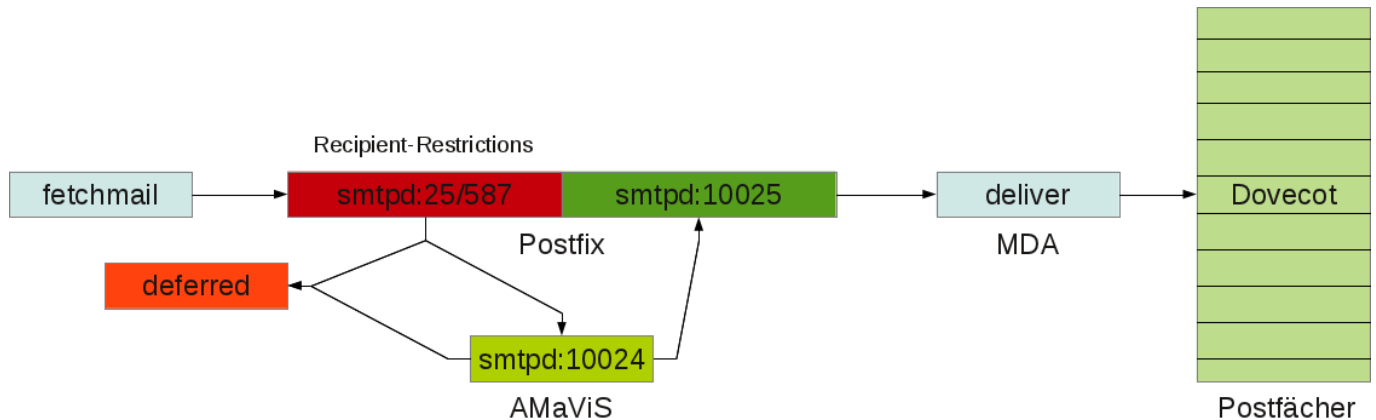 Recipient-Restrictions
fetchmail
smtpd:25/587
smtpd:10025
deliver
Dovecot
Postfix
MDA
deferred
smtpd:10024
AMaViS
Postfächer